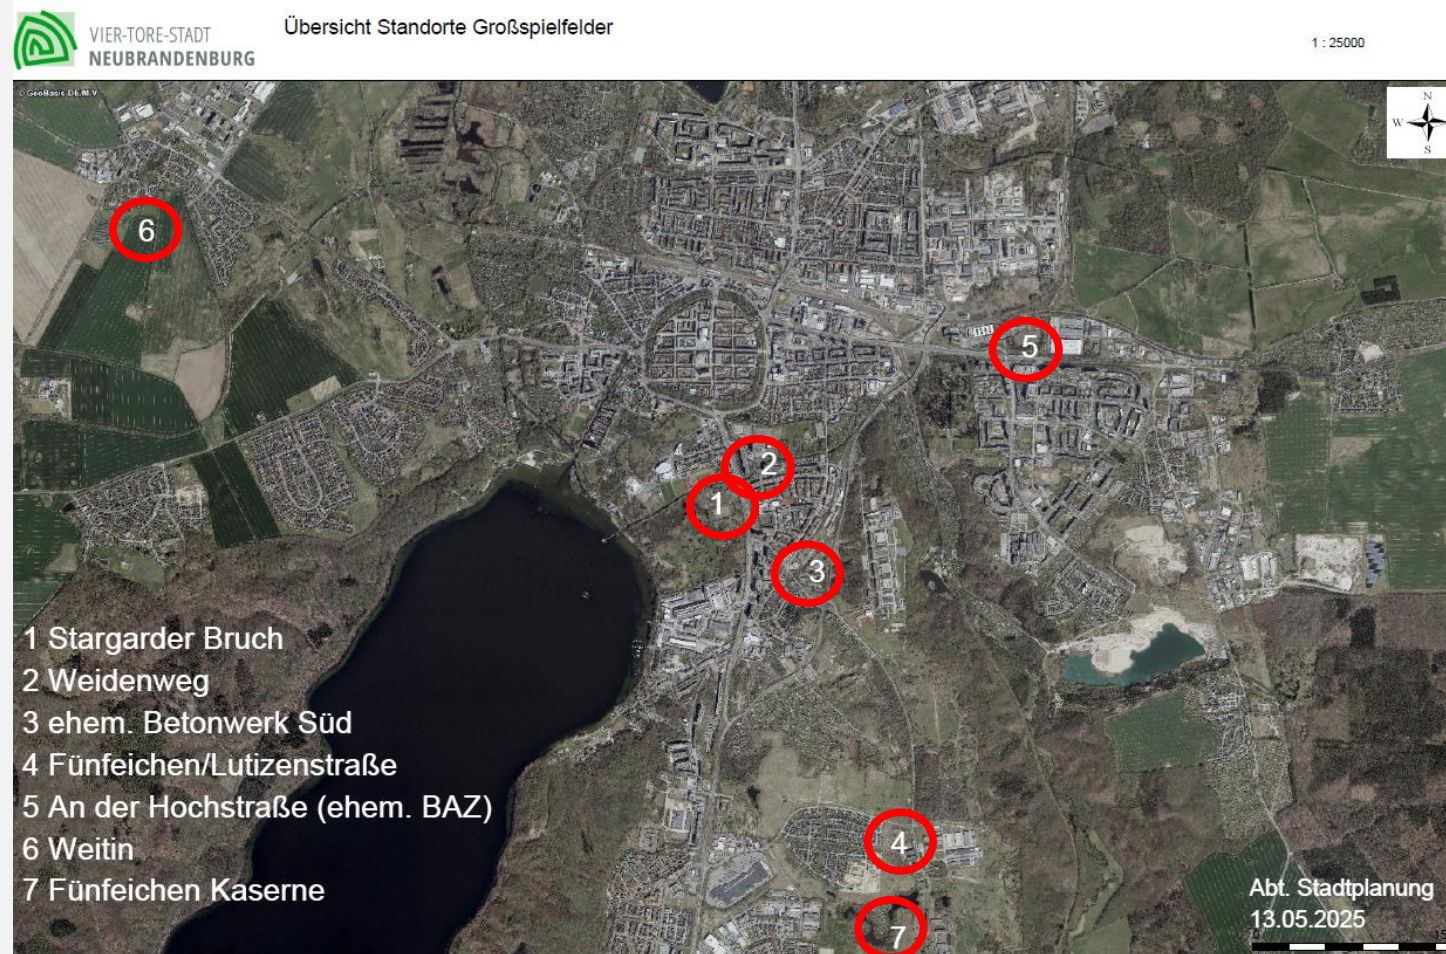 VIER-TORE-STADT
NEUBRANDENBURG
Übersicht Standorte Großspielfelder
1 : 25000
© GeoBasis-DE/M-V
N
W
S
6
5
2
1
3
4
7
1 Stargarder Bruch
2 Weidenweg
3 ehem. Betonwerk Süd
4 Fünfeichen/Lutizenstraße
5 An der Hochstraße (ehem. BAZ)
6 Weitin
7 Fünfeichen Kaserne
Abt. Stadtplanung
13.05.2025
0